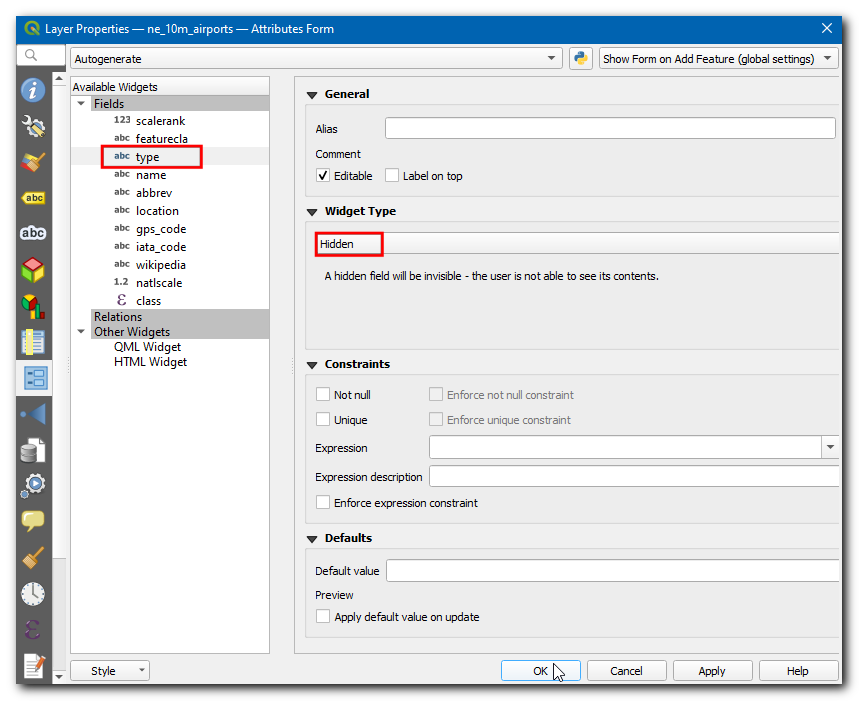 Layer Properties — ne_10m_airports — Attributes Form
Autogenerate
Show Form on Add Feature (global settings)
Available Widgets
Fields
123 scalerank
abc featurecla
abc type
abc name
abc abbrev
abc location
abc gps_code
abc iata_code
abc wikipedia
1.2 natlscale
ε class
Relations
Other Widgets
QML Widget
HTML Widget
abc
abc
General
Alias
Comment
Editable
Label on top
Widget Type
Hidden
A hidden field will be invisible - the user is not able to see its contents.
Constraints
Not null
Enforce not null constraint
Unique
Enforce unique constraint
Expression
Expression description
Enforce expression constraint
Defaults
Default value
Preview
Apply default value on update
Style
OK
Cancel
Apply
Help